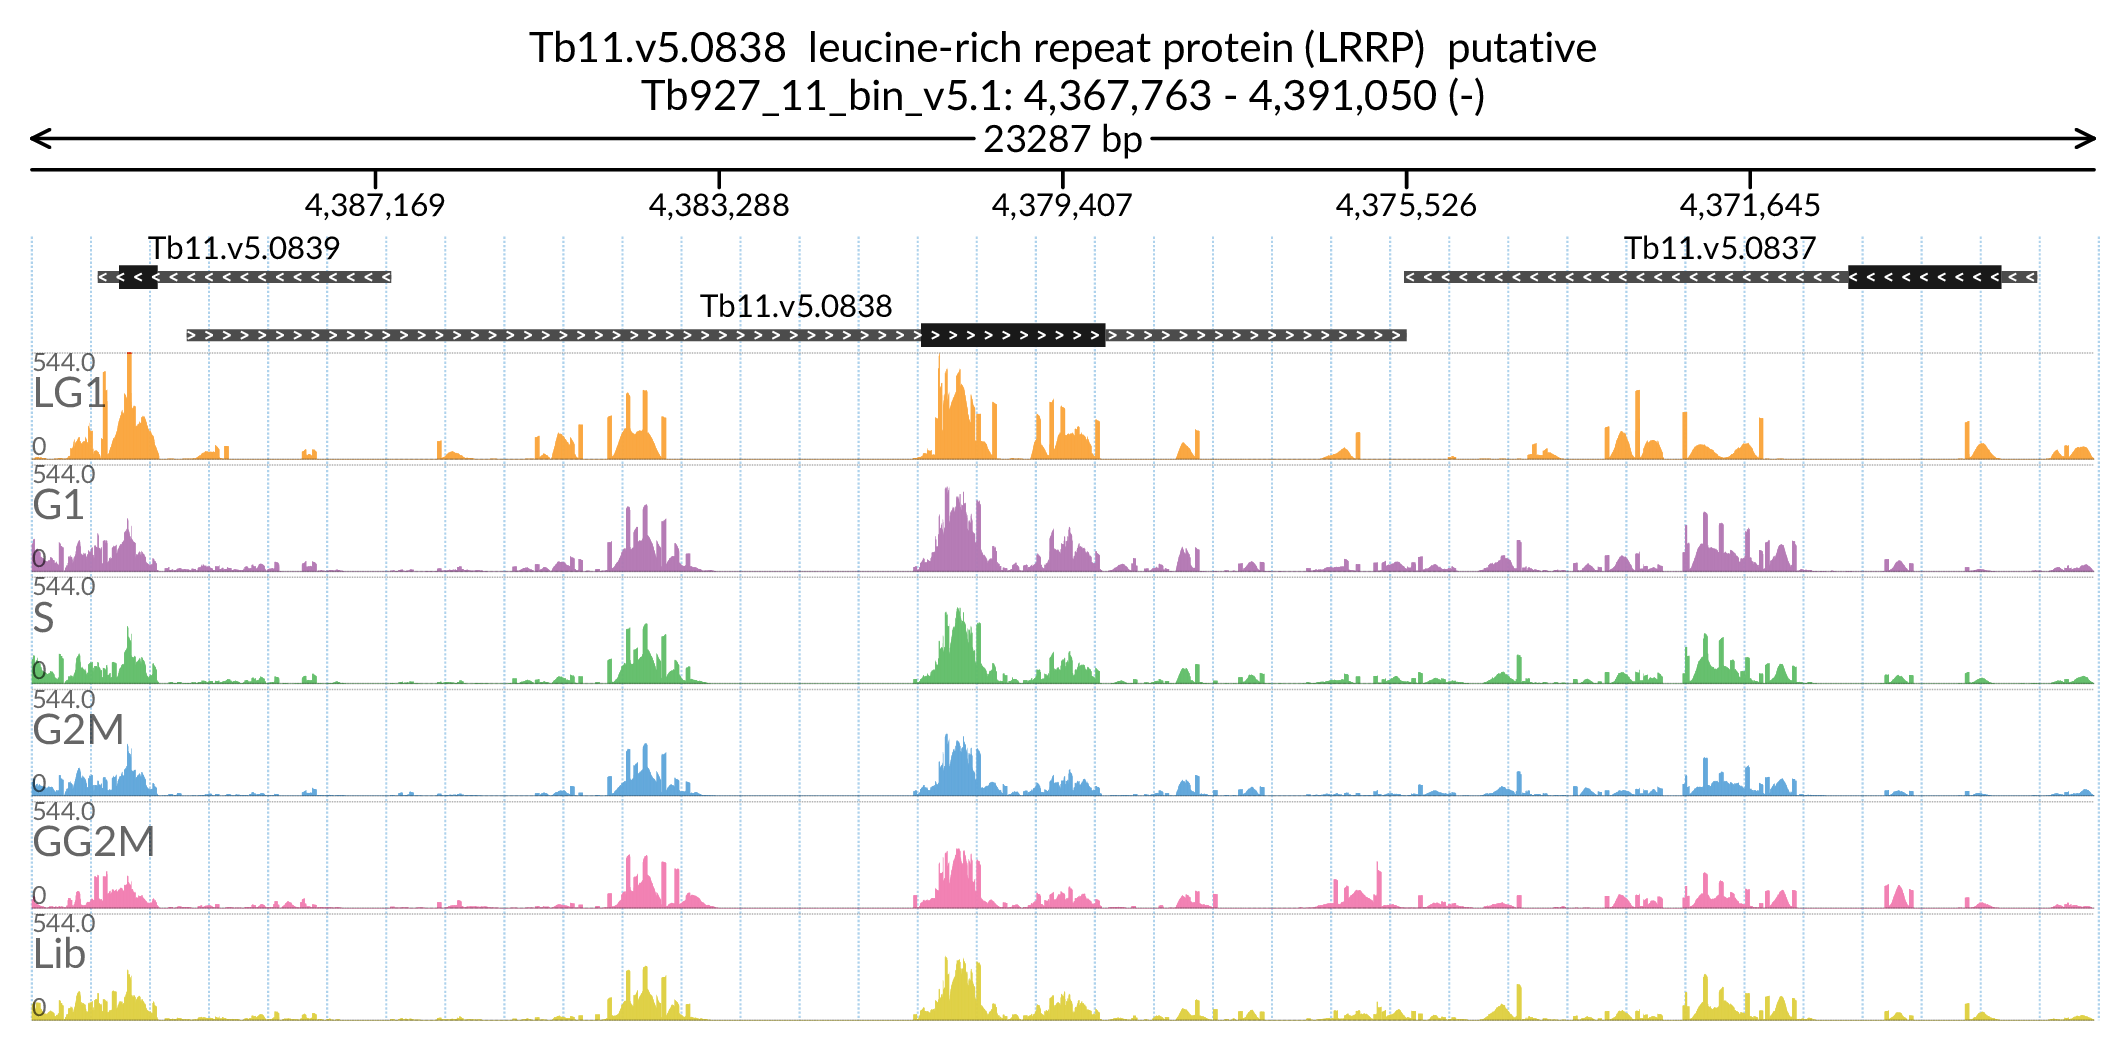 Tb11.v5.0838  leucine-rich repeat protein (LRRP)  putative
Tb927_11_bin_v5.1: 4,367,763 - 4,391,050 (-)
23287 bp
4,387,169 4,383,288 4,379,407 4,375,526 4,371,645
Tb11.v5.0839 Tb11.v5.0837
Tb11.v5.0838
544.0
LG1
0
544.0
G1
0
544.0
S
0
544.0
G2M
0
544.0
GG2M
0
544.0
Lib
0